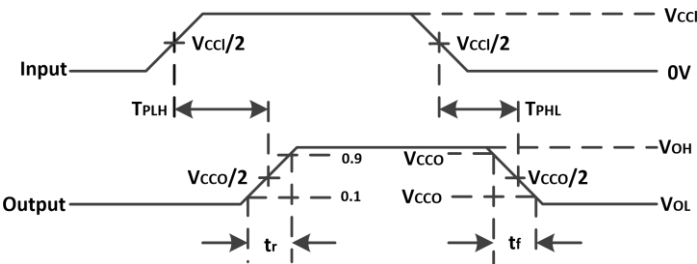 VCCI
VCCI/2
VCCI/2
Input
0V
TPLH
TPHL
VOH
0.9
VCCO
VCCO/2
VCCO/2
0.1
VCCO
Output
VOL
tr
tf